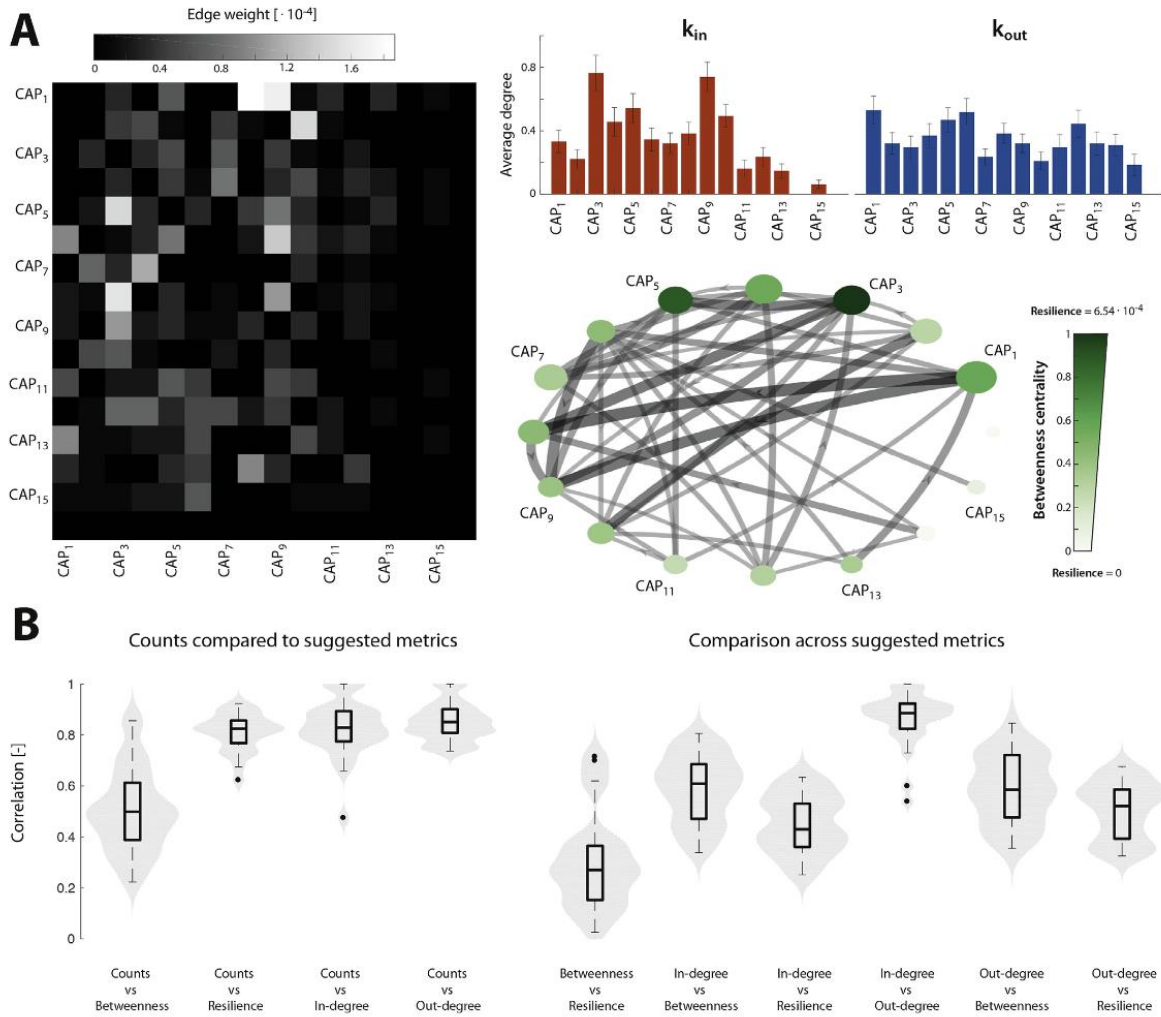 A
Edge weight [ · 10-4]
0 0.4 0.8 1.2 1.6
CAP1
CAP3
CAP5
CAP7
CAP9
CAP11
CAP13
CAP15
CAP1 CAP3 CAP5 CAP7 CAP9 CAP11 CAP13 CAP15
kin
kout
Average degree
0.8
0.4
0
CAP1 CAP3 CAP5 CAP7 CAP9 CAP11 CAP13 CAP15
CAP1 CAP3 CAP5 CAP7 CAP9 CAP11 CAP13 CAP15
CAP5
CAP3
CAP7
CAP1
CAP9
CAP15
CAP11
CAP13
Resilience = 6.54 · 10-4
Betweenness centrality
1
0.8
0.6
0.4
0.2
0
Resilience = 0
B
Counts compared to suggested metrics
Comparison across suggested metrics
Correlation [-]
1
0.8
0.6
0.4
0.2
0
Counts
vs
Betweenness
Counts
vs
Resilience
Counts
vs
In-degree
Counts
vs
Out-degree
Betweenness
vs
Resilience
In-degree
vs
Betweenness
In-degree
vs
Resilience
In-degree
vs
Out-degree
Out-degree
vs
Betweenness
Out-degree
vs
Resilience